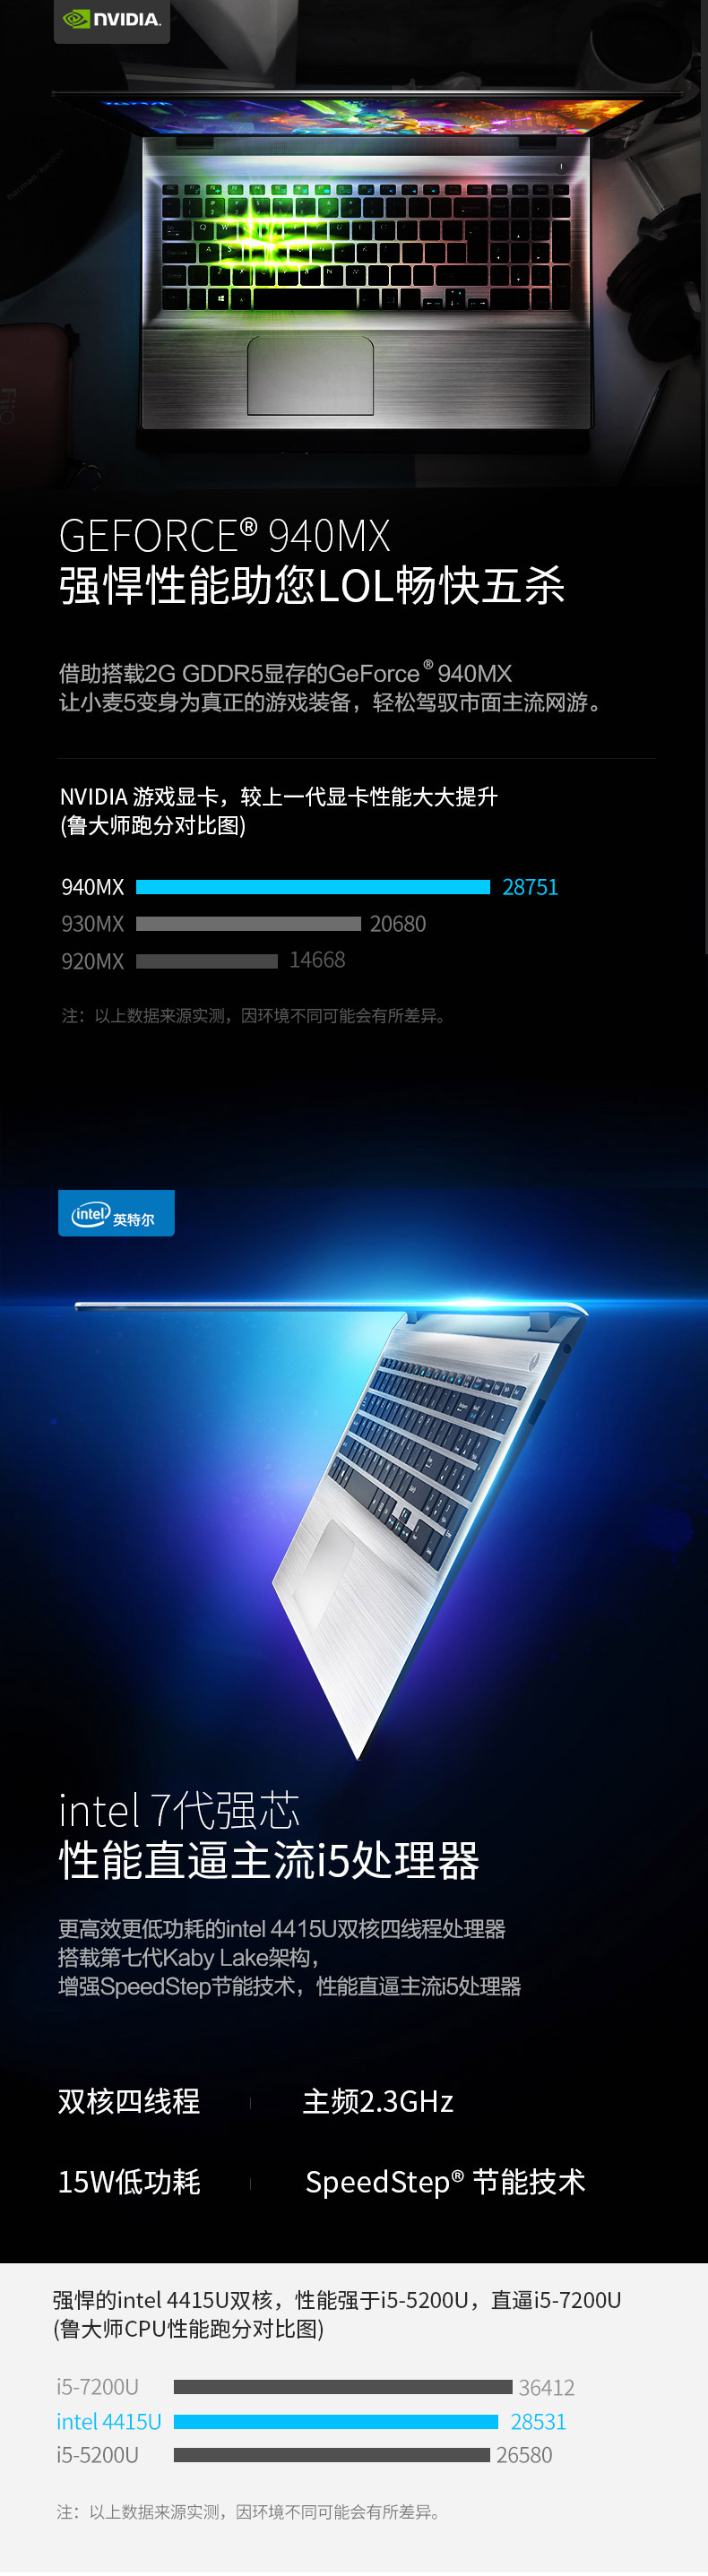 NVIDIA.
GEFORCE® 940MX
强悍性能助您LOL畅快五杀
借助搭载2G GDDR5显存的GeForce® 940MX
让小麦5变身为真正的游戏装备，轻松驾驭市面主流网游。
NVIDIA 游戏显卡，较上一代显卡性能大大提升
(鲁大师跑分对比图)
940MX 28751
930MX 20680
920MX 14668
注：以上数据来源实测，因环境不同可能会有所差异。
intel 英特尔
intel 7代强芯
性能直逼主流i5处理器
更高效更低功耗的intel 4415U双核四线程处理器
搭载第七代Kaby Lake架构，
增强SpeedStep节能技术，性能直逼主流i5处理器
双核四线程 主频2.3GHz
15W低功耗 SpeedStep® 节能技术
强悍的intel 4415U双核，性能强于i5-5200U，直逼i5-7200U
(鲁大师CPU性能跑分对比图)
i5-7200U 36412
intel 4415U 28531
i5-5200U 26580
注：以上数据来源实测，因环境不同可能会有所差异。